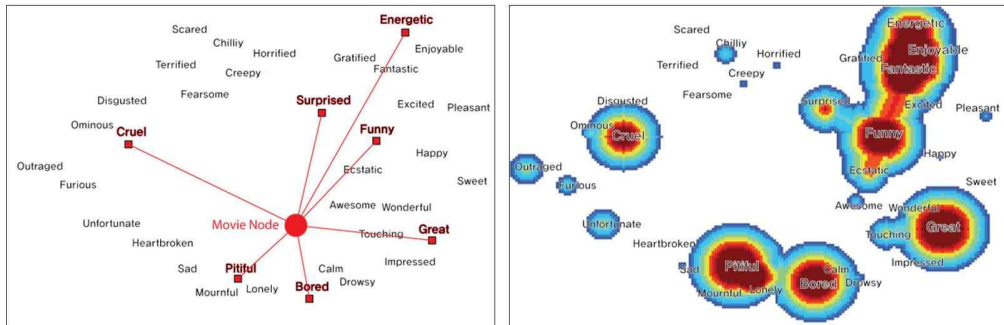 Energetic
Scared
Chilliy
Enjoyable
Horrified
Gratified
Terrified
Fantastic
Creepy
Fearsome
Disgusted
Surprised
Excited
Pleasant
Ominous
Cruel
Funny
Happy
Outraged
Ecstatic
Furious
Sweet
Awesome
Wonderful
Unfortunate
Movie Node
Touching
Great
Heartbroken
Impressed
Sad
Pitiful
Calm
Mournful
Lonely
Bored
Drowsy
Energetic
Scared
Chilliy
Enjoyable
Horrified
Gratified
Terrified
Fantastic
Creepy
Fearsome
Disgusted
Surprised
Excited
Pleasant
Ominous
Cruel
Funny
Happy
Outraged
Ecstatic
Furious
Sweet
Awesome
Wonderful
Unfortunate
Touching
Great
Heartbroken
Impressed
Sad
Pitiful
Calm
Mournful
Lonely
Bored
Drowsy